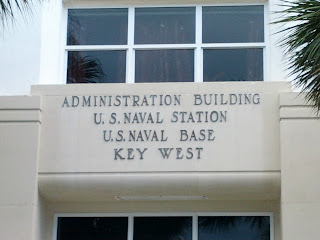 ADMINISTRATION BUILDING
U. S. NAVAL STATION
U.S. NAVAL BASE
KEY WEST